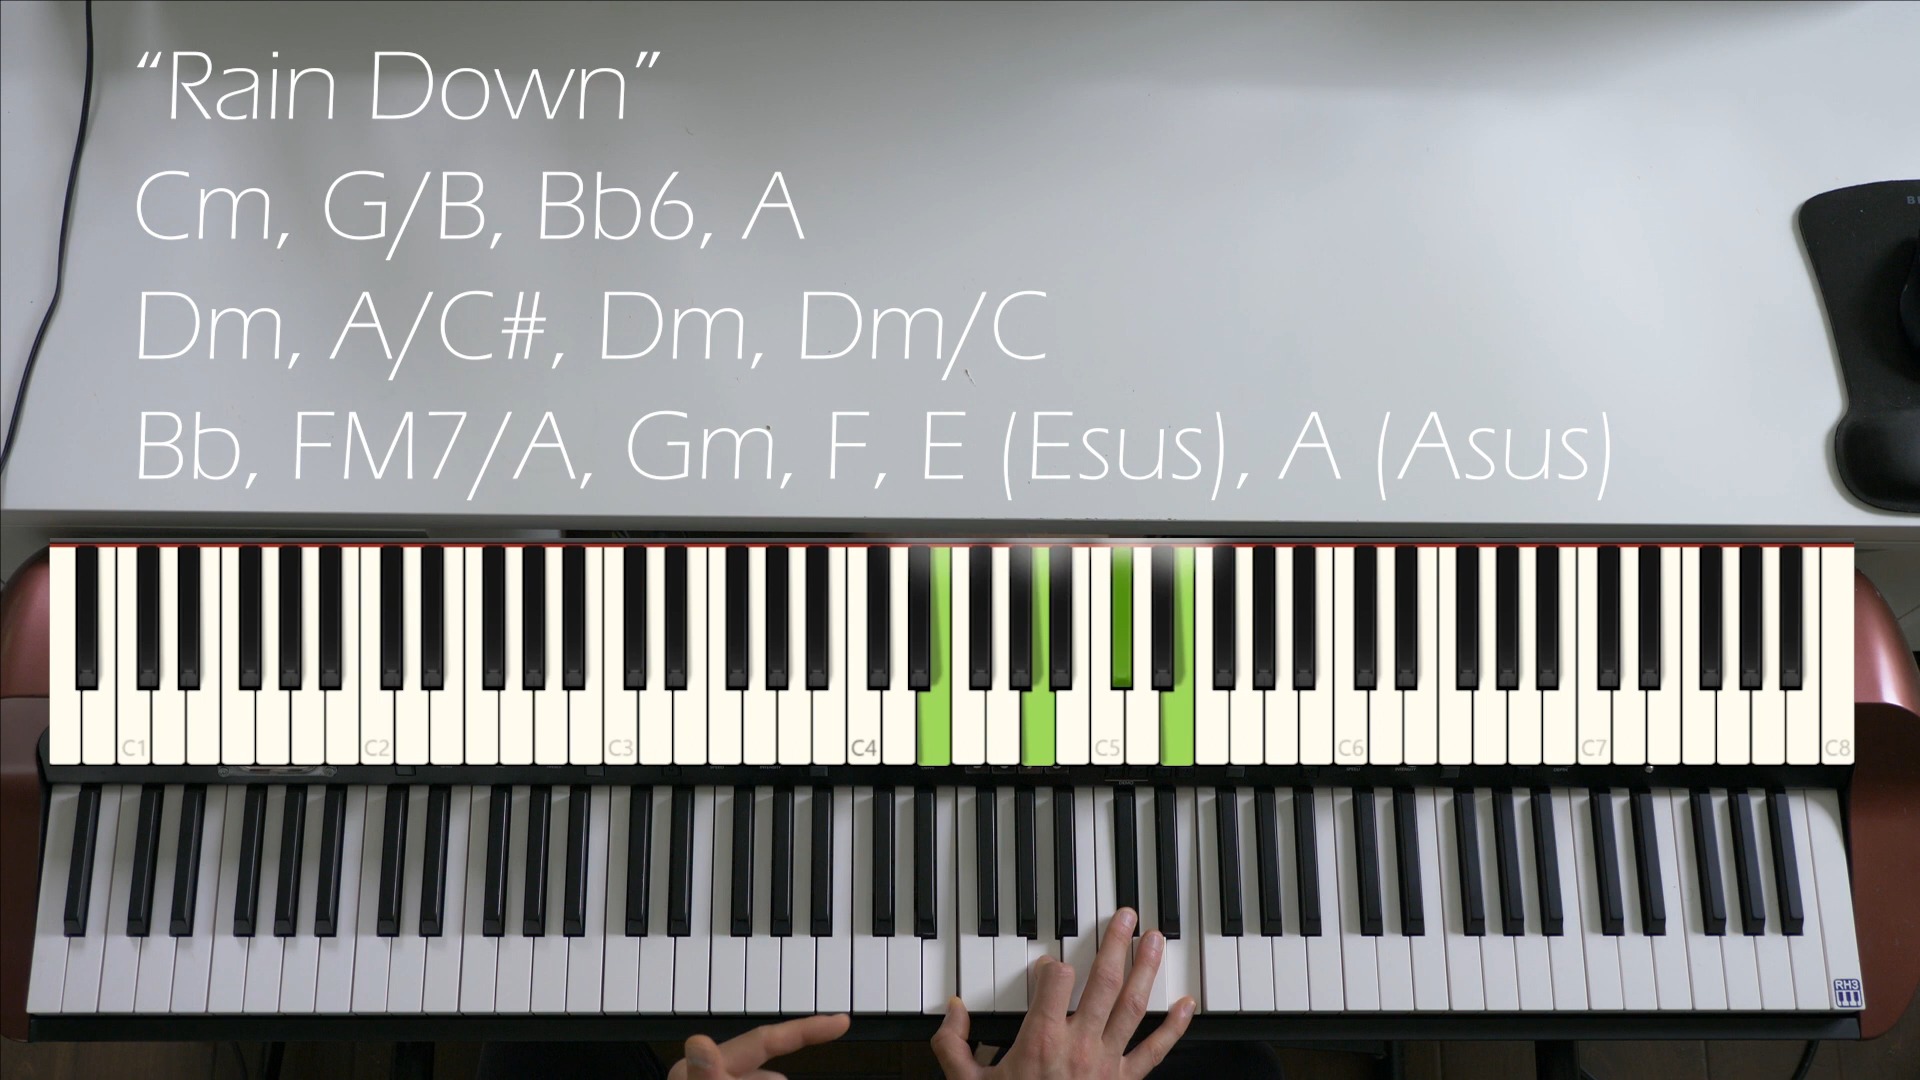 “Rain Down”
Cm, G/B, Bb6, A
Dm, A/C#, Dm, Dm/C
Bb, FM7/A, Gm, F, E (Esus), A (Asus)
C1 C2 C3 C4 C5 C6 C7 C8
RH3